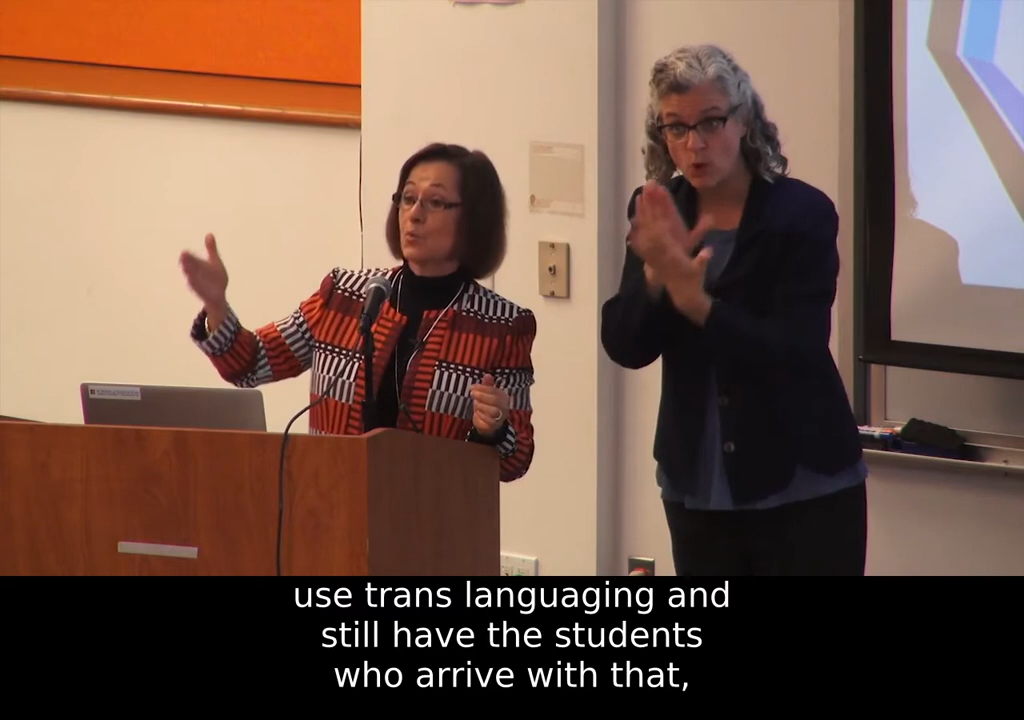 use trans languaging and
still have the students
who arrive with that,